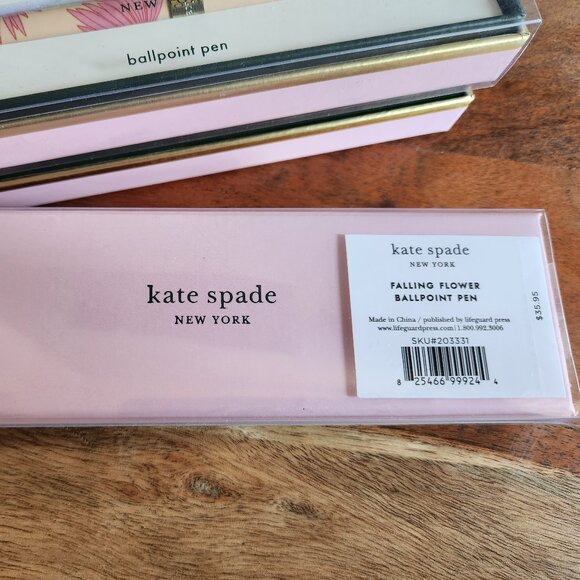 NEW
ballpoint pen
kate spade
NEW YORK
kate spade
NEW YORK
FALLING FLOWER
BALLPOINT PEN
Made in China / published by lifeguard press
www.lifeguardpress.com | 1.800.992.3006
SKU#203331
8 25466 99924 4
$35.95